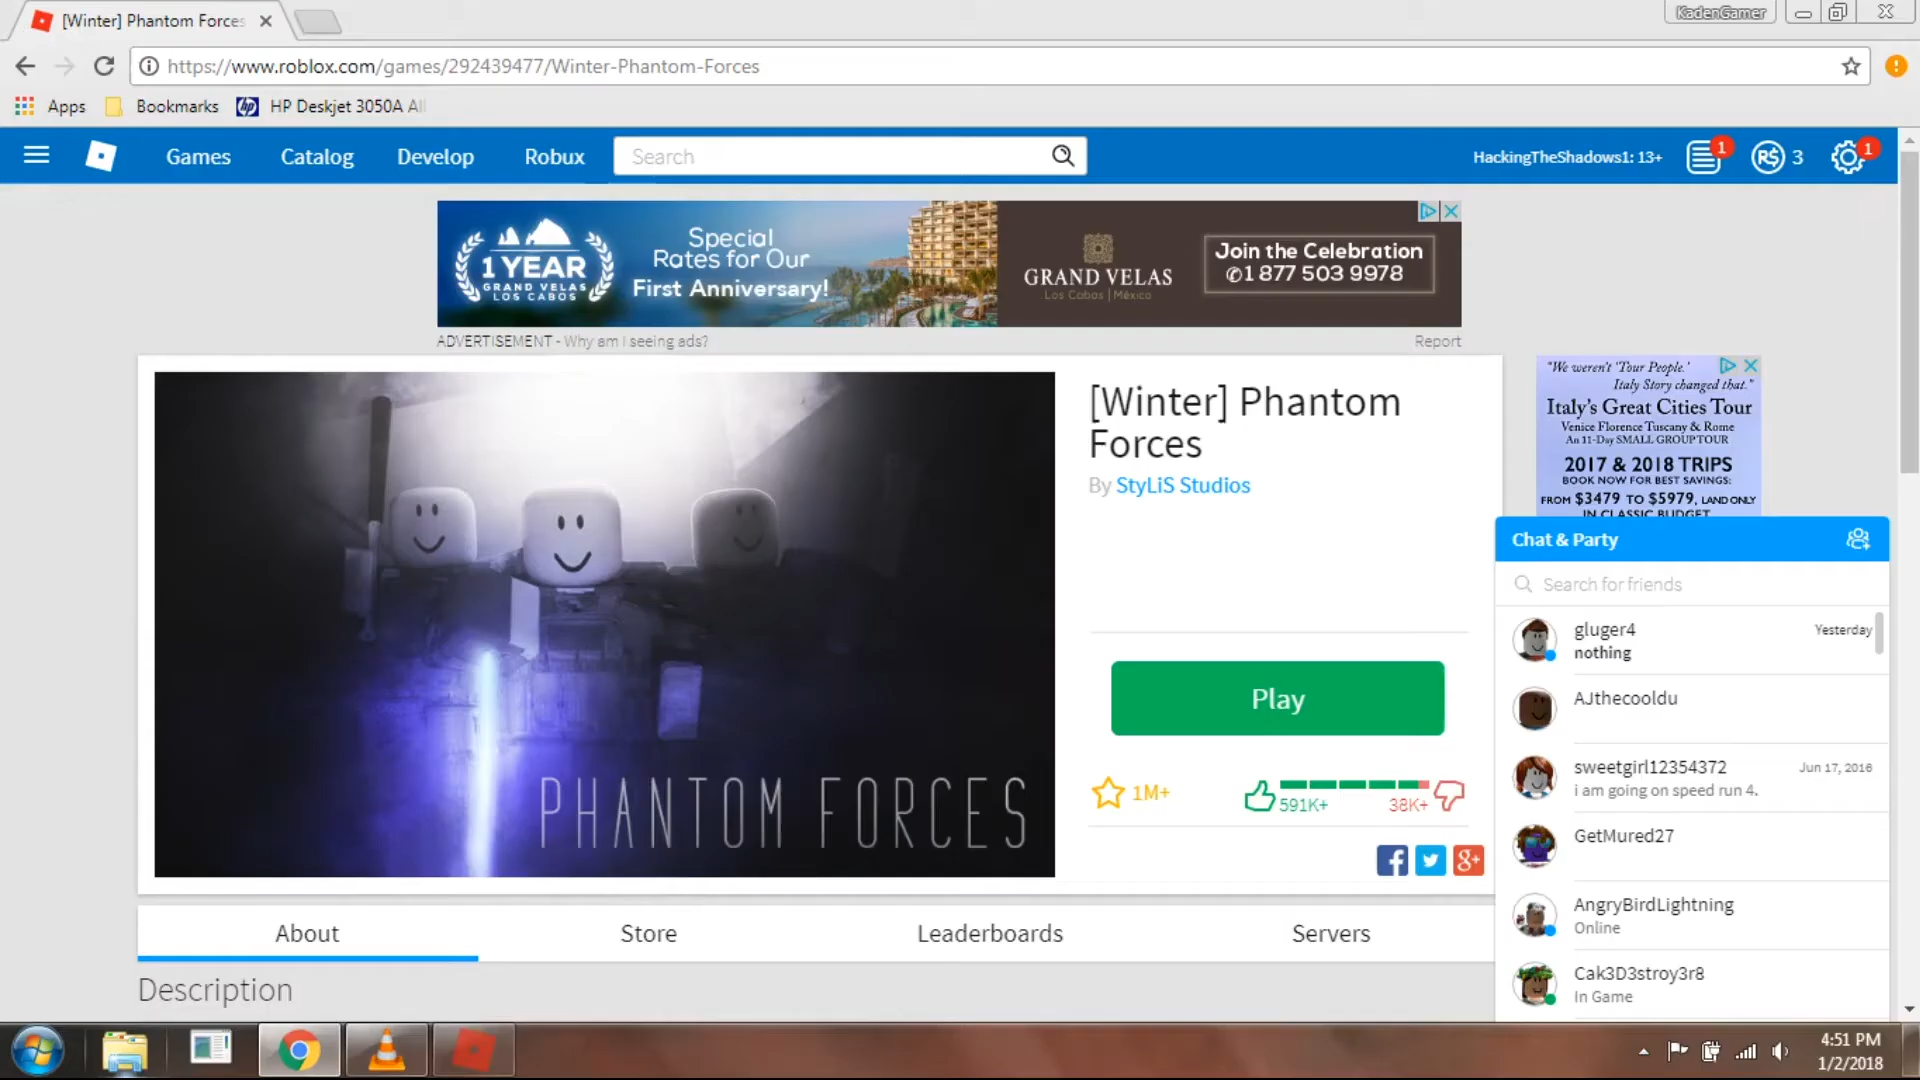 [Winter] Phantom Forces
KadenGamer
https://www.roblox.com/games/292439477/Winter-Phantom-Forces
Apps Bookmarks HP Deskjet 3050A All
Games Catalog Develop Robux Search HackingTheShadows1: 13+ 1 R$ 3 1
1 YEAR
GRAND VELAS
LOS CABOS
Special
Rates for Our
First Anniversary!
GRAND VELAS
Los Cabos | México
Join the Celebration
✆1 877 503 9978
ADVERTISEMENT - Why am I seeing ads? Report
[Winter] Phantom
Forces
By StyLiS Studios
PHANTOM FORCES
Play
1M+ 591K+ 38K+
"We weren't 'Tour People.'
Italy Story changed that."
Italy's Great Cities Tour
Venice Florence Tuscany & Rome
An 11-Day SMALL GROUP TOUR
2017 & 2018 TRIPS
BOOK NOW FOR BEST SAVINGS:
FROM $3479 TO $5979, LAND ONLY
IN CLASSIC BUDGET
Chat & Party
Search for friends
gluger4 Yesterday
nothing
AJthecooldu
sweetgirl12354372 Jun 17, 2016
i am going on speed run 4.
GetMured27
AngryBirdLightning
Online
Cak3D3stroy3r8
In Game
About Store Leaderboards Servers
Description
4:51 PM
1/2/2018